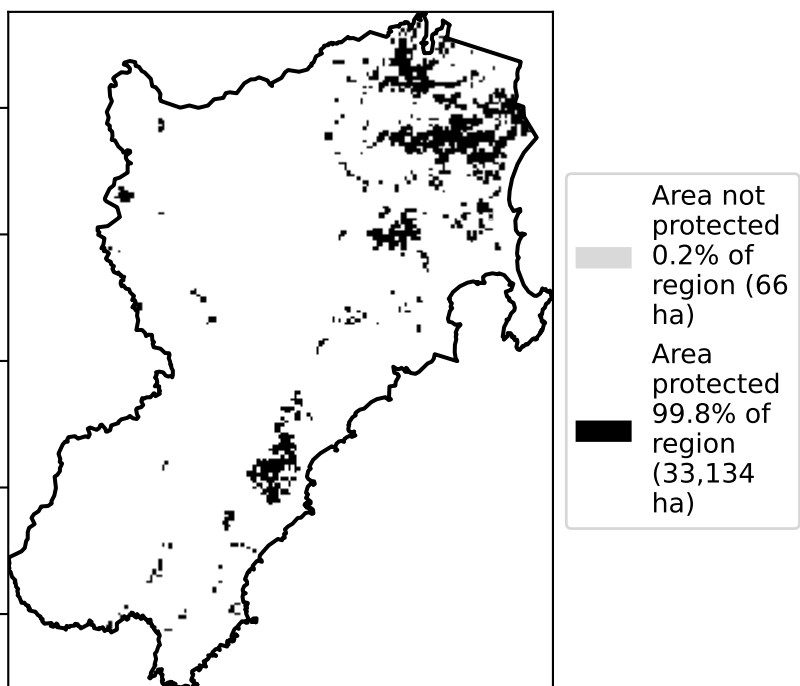 Area not
protected
0.2% of
region (66
ha)
Area
protected
99.8% of
region
(33,134
ha)